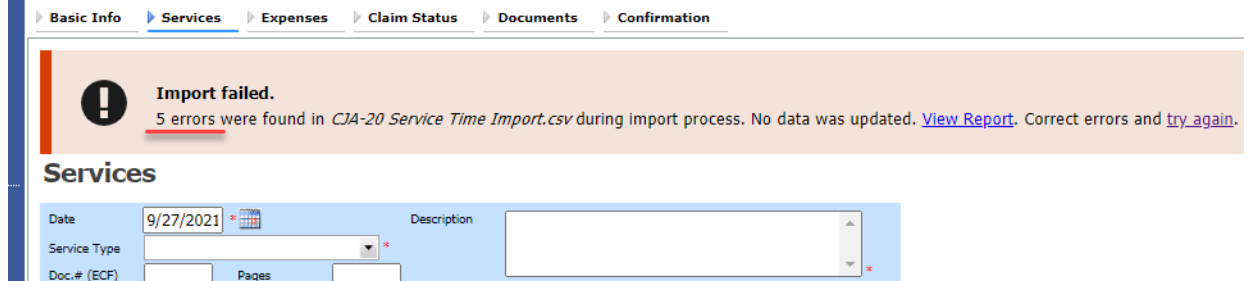 Basic Info Services Expenses Claim Status Documents Confirmation
Import failed.
5 errors were found in CJA-20 Service Time Import.csv during import process. No data was updated. View Report. Correct errors and try again.
Services
Date 9/27/2021 * Description
Service Type *
Doc.# (ECF) Pages *